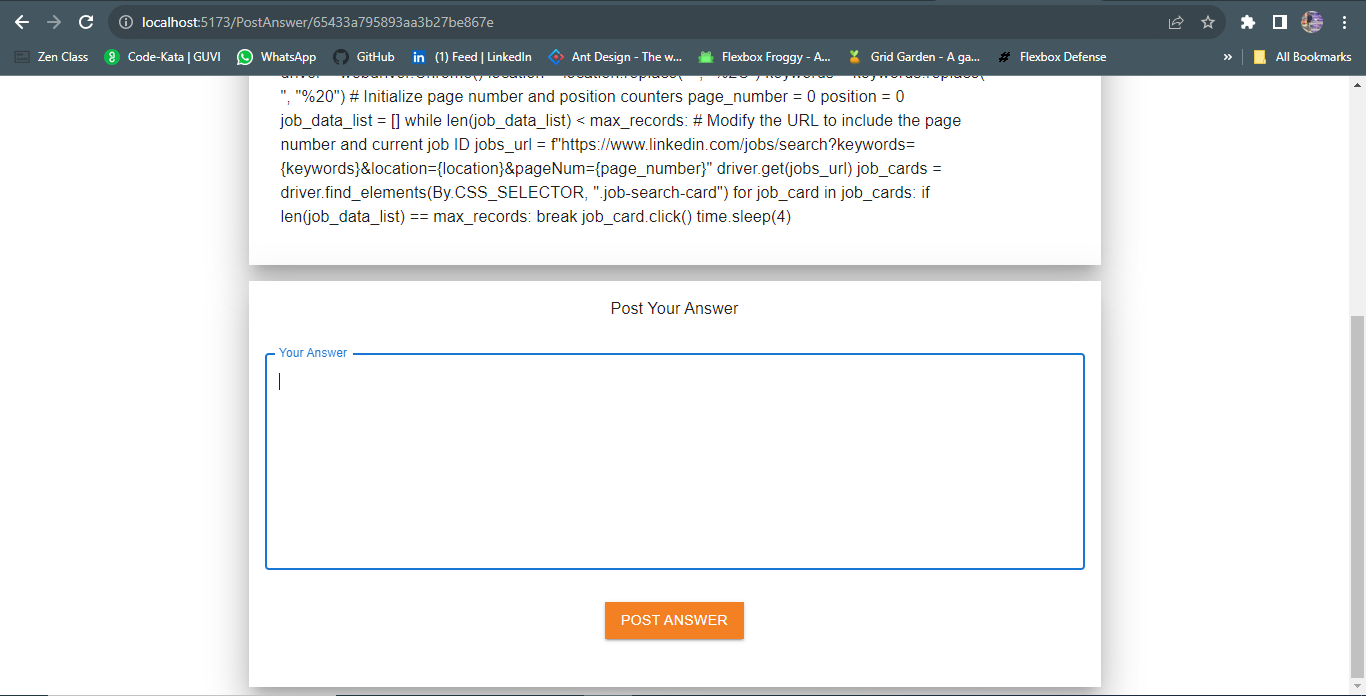 localhost:5173/PostAnswer/65433a795893aa3b27be867e
Zen Class Code-Kata | GUVI WhatsApp GitHub (1) Feed | LinkedIn Ant Design - The w... Flexbox Froggy - A... Grid Garden - A ga... Flexbox Defense » All Bookmarks
", "%20") # Initialize page number and position counters page_number = 0 position = 0
job_data_list = [] while len(job_data_list) < max_records: # Modify the URL to include the page
number and current job ID jobs_url = f"https://www.linkedin.com/jobs/search?keywords=
{keywords}&location={location}&pageNum={page_number}" driver.get(jobs_url) job_cards =
driver.find_elements(By.CSS_SELECTOR, ".job-search-card") for job_card in job_cards: if
len(job_data_list) == max_records: break job_card.click() time.sleep(4)
Post Your Answer
Your Answer
POST ANSWER